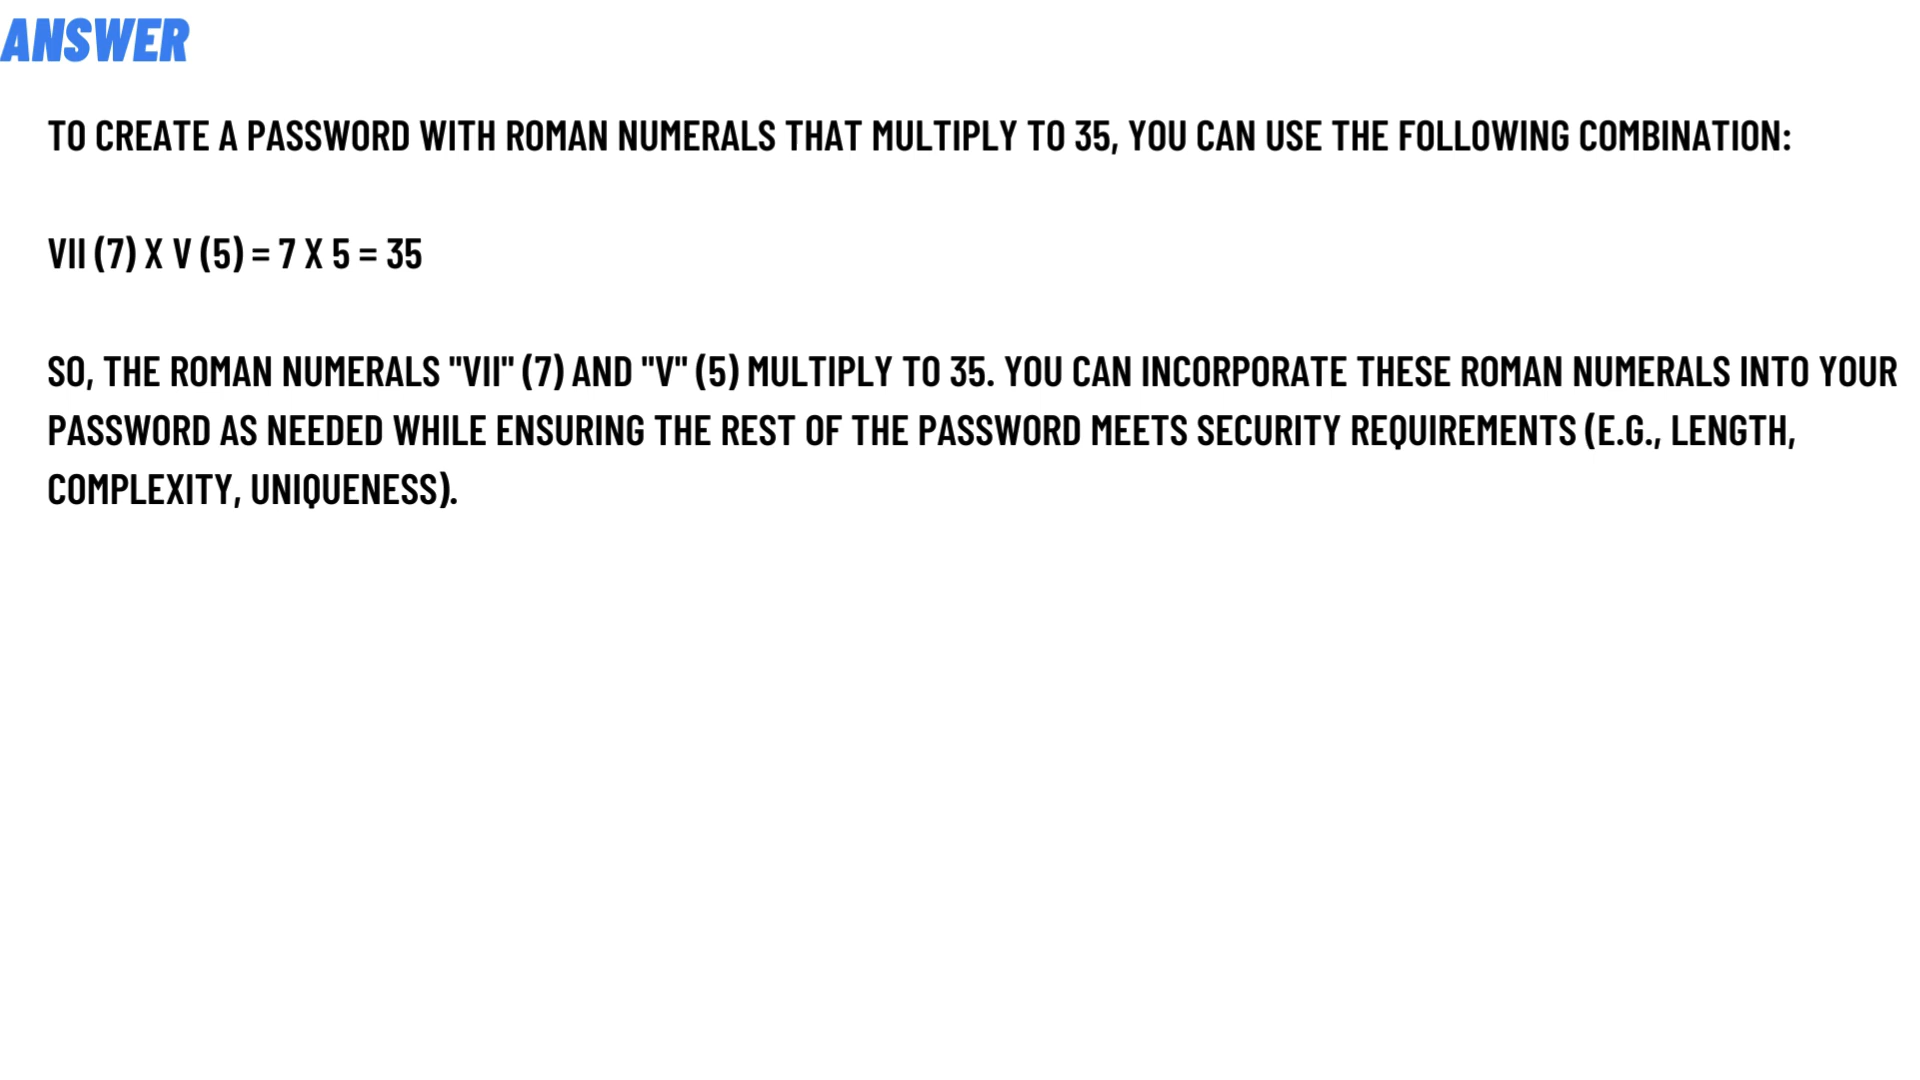 ANSWER
TO CREATE A PASSWORD WITH ROMAN NUMERALS THAT MULTIPLY TO 35, YOU CAN USE THE FOLLOWING COMBINATION:
VII (7) X V (5) = 7 X 5 = 35
SO, THE ROMAN NUMERALS "VII" (7) AND "V" (5) MULTIPLY TO 35. YOU CAN INCORPORATE THESE ROMAN NUMERALS INTO YOUR
PASSWORD AS NEEDED WHILE ENSURING THE REST OF THE PASSWORD MEETS SECURITY REQUIREMENTS (E.G., LENGTH,
COMPLEXITY, UNIQUENESS).